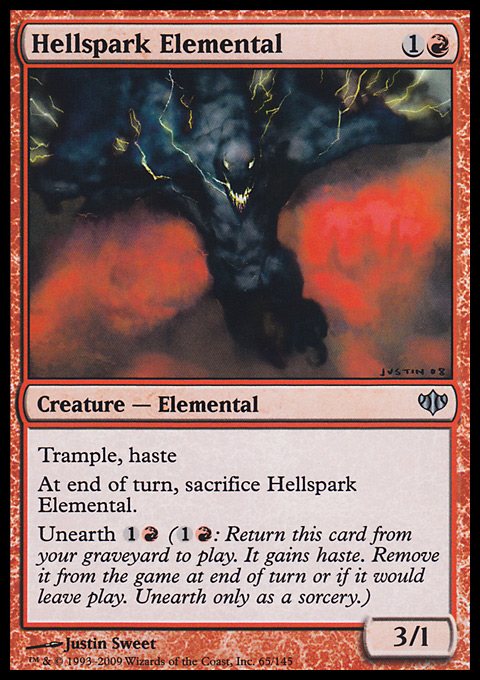 Hellspark Elemental 1
JUSTIN 08
Creature — Elemental
Trample, haste
At end of turn, sacrifice Hellspark
Elemental.
Unearth 1 (1 : Return this card from
your graveyard to play. It gains haste. Remove
it from the game at end of turn or if it would
leave play. Unearth only as a sorcery.)
Justin Sweet
3/1
™ & © 1993–2009 Wizards of the Coast, Inc. 65/145